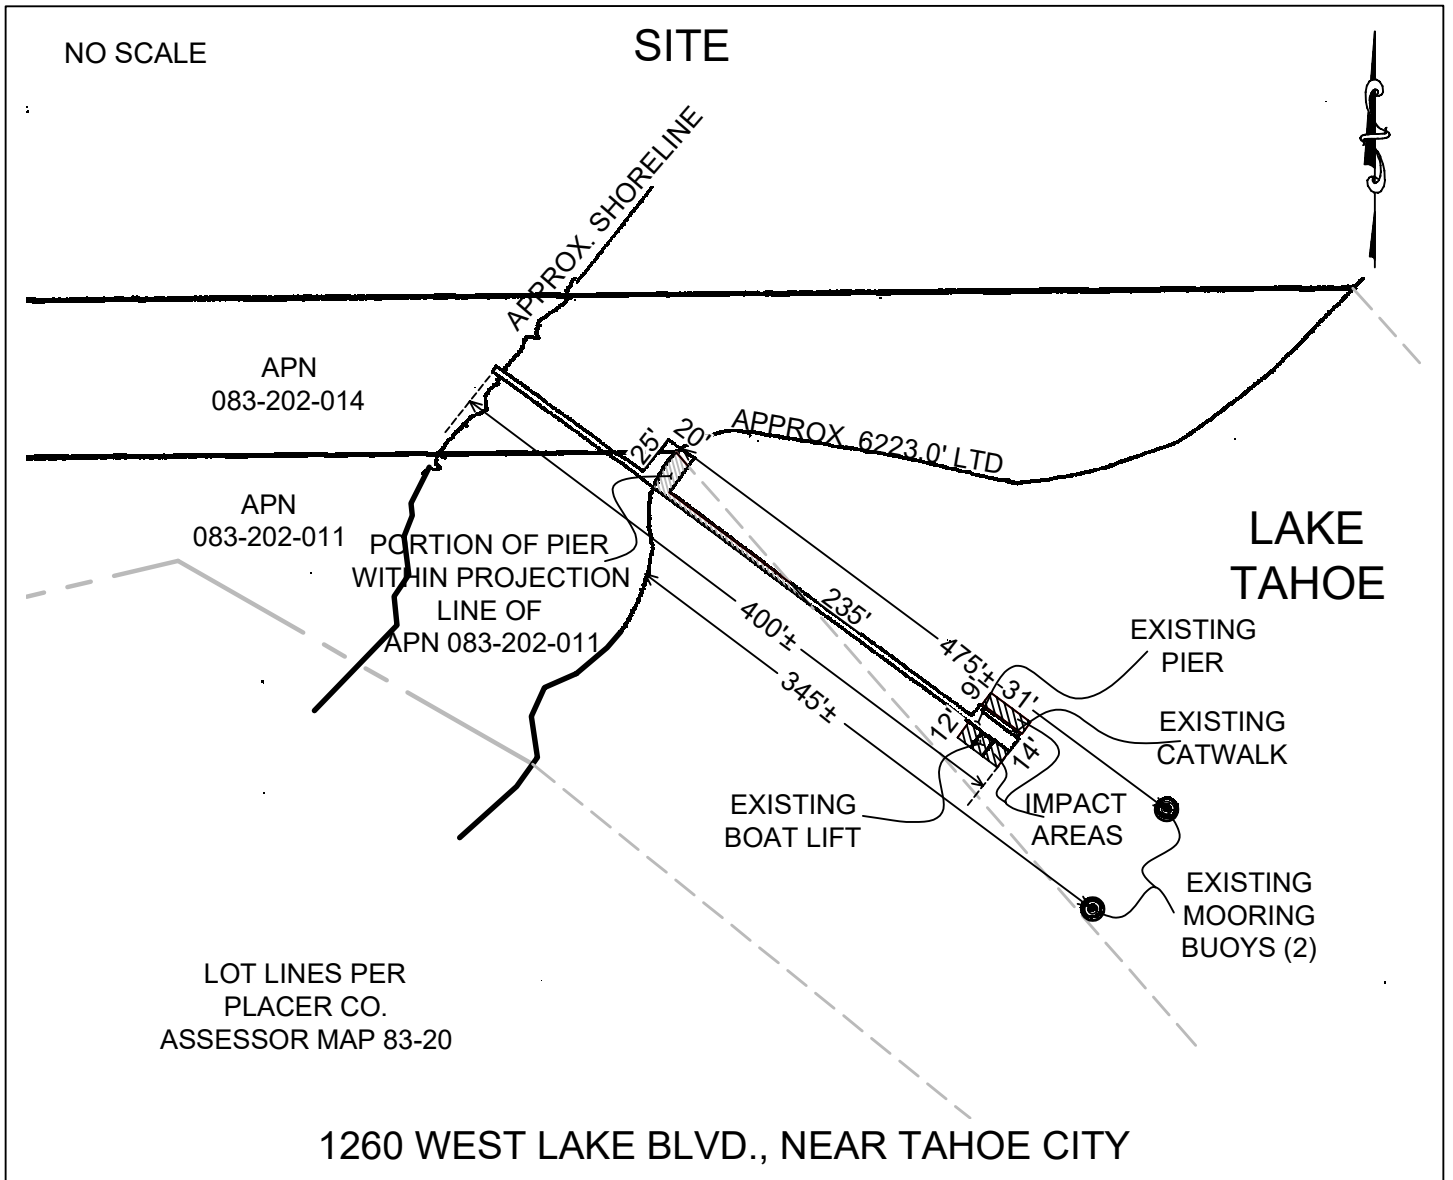 NO SCALE
SITE
APPROX. SHORELINE
APN
083-202-014
25'
20'
APPROX 6223.0' LTD
APN
083-202-011
PORTION OF PIER
WITHIN PROJECTION
LINE OF
APN 083-202-011
LAKE
TAHOE
235'
400'±
475'±
345'±
9'
31'
12'
14'
EXISTING
PIER
EXISTING
CATWALK
EXISTING
BOAT LIFT
IMPACT
AREAS
EXISTING
MOORING
BUOYS (2)
LOT LINES PER
PLACER CO.
ASSESSOR MAP 83-20
1260 WEST LAKE BLVD., NEAR TAHOE CITY